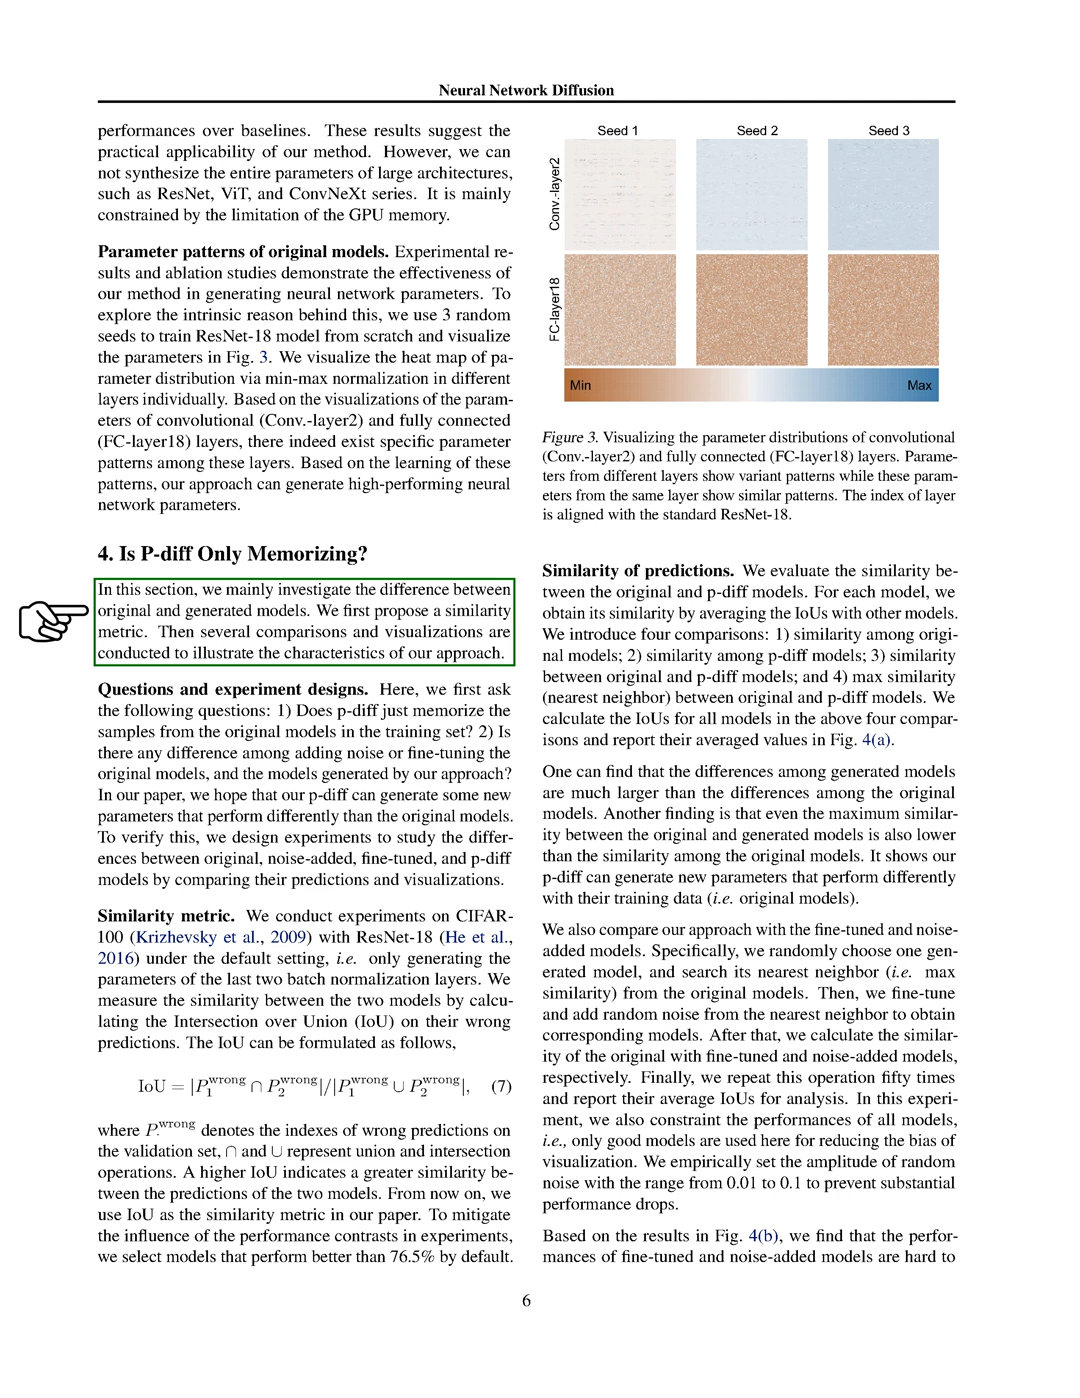 Neural Network Diffusion
performances over baselines. These results suggest the
practical applicability of our method. However, we can
not synthesize the entire parameters of large architectures,
such as ResNet, ViT, and ConvNeXt series. It is mainly
constrained by the limitation of the GPU memory.
Parameter patterns of original models. Experimental re-
sults and ablation studies demonstrate the effectiveness of
our method in generating neural network parameters. To
explore the intrinsic reason behind this, we use 3 random
seeds to train ResNet-18 model from scratch and visualize
the parameters in Fig. 3. We visualize the heat map of pa-
rameter distribution via min-max normalization in different
layers individually. Based on the visualizations of the param-
eters of convolutional (Conv.-layer2) and fully connected
(FC-layer18) layers, there indeed exist specific parameter
patterns among these layers. Based on the learning of these
patterns, our approach can generate high-performing neural
network parameters.
4. Is P-diff Only Memorizing?
In this section, we mainly investigate the difference between
original and generated models. We first propose a similarity
metric. Then several comparisons and visualizations are
conducted to illustrate the characteristics of our approach.
Questions and experiment designs. Here, we first ask
the following questions: 1) Does p-diff just memorize the
samples from the original models in the training set? 2) Is
there any difference among adding noise or fine-tuning the
original models, and the models generated by our approach?
In our paper, we hope that our p-diff can generate some new
parameters that perform differently than the original models.
To verify this, we design experiments to study the differ-
ences between original, noise-added, fine-tuned, and p-diff
models by comparing their predictions and visualizations.
Similarity metric. We conduct experiments on CIFAR-
100 (Krizhevsky et al., 2009) with ResNet-18 (He et al.,
2016) under the default setting, i.e. only generating the
parameters of the last two batch normalization layers. We
measure the similarity between the two models by calcu-
lating the Intersection over Union (IoU) on their wrong
predictions. The IoU can be formulated as follows,
IoU = |P₁^wrong ∩ P₂^wrong|/|P₁^wrong ∪ P₂^wrong|, (7)
where P.^wrong denotes the indexes of wrong predictions on
the validation set, ∩ and ∪ represent union and intersection
operations. A higher IoU indicates a greater similarity be-
tween the predictions of the two models. From now on, we
use IoU as the similarity metric in our paper. To mitigate
the influence of the performance contrasts in experiments,
we select models that perform better than 76.5% by default.
Seed 1 Seed 2 Seed 3
Conv.-layer2
FC-layer18
Min Max
Figure 3. Visualizing the parameter distributions of convolutional
(Conv.-layer2) and fully connected (FC-layer18) layers. Parame-
ters from different layers show variant patterns while these param-
eters from the same layer show similar patterns. The index of layer
is aligned with the standard ResNet-18.
Similarity of predictions. We evaluate the similarity be-
tween the original and p-diff models. For each model, we
obtain its similarity by averaging the IoUs with other models.
We introduce four comparisons: 1) similarity among origi-
nal models; 2) similarity among p-diff models; 3) similarity
between original and p-diff models; and 4) max similarity
(nearest neighbor) between original and p-diff models. We
calculate the IoUs for all models in the above four compar-
isons and report their averaged values in Fig. 4(a).
One can find that the differences among generated models
are much larger than the differences among the original
models. Another finding is that even the maximum similar-
ity between the original and generated models is also lower
than the similarity among the original models. It shows our
p-diff can generate new parameters that perform differently
with their training data (i.e. original models).
We also compare our approach with the fine-tuned and noise-
added models. Specifically, we randomly choose one gen-
erated model, and search its nearest neighbor (i.e. max
similarity) from the original models. Then, we fine-tune
and add random noise from the nearest neighbor to obtain
corresponding models. After that, we calculate the similar-
ity of the original with fine-tuned and noise-added models,
respectively. Finally, we repeat this operation fifty times
and report their average IoUs for analysis. In this experi-
ment, we also constraint the performances of all models,
i.e., only good models are used here for reducing the bias of
visualization. We empirically set the amplitude of random
noise with the range from 0.01 to 0.1 to prevent substantial
performance drops.
Based on the results in Fig. 4(b), we find that the perfor-
mances of fine-tuned and noise-added models are hard to
6